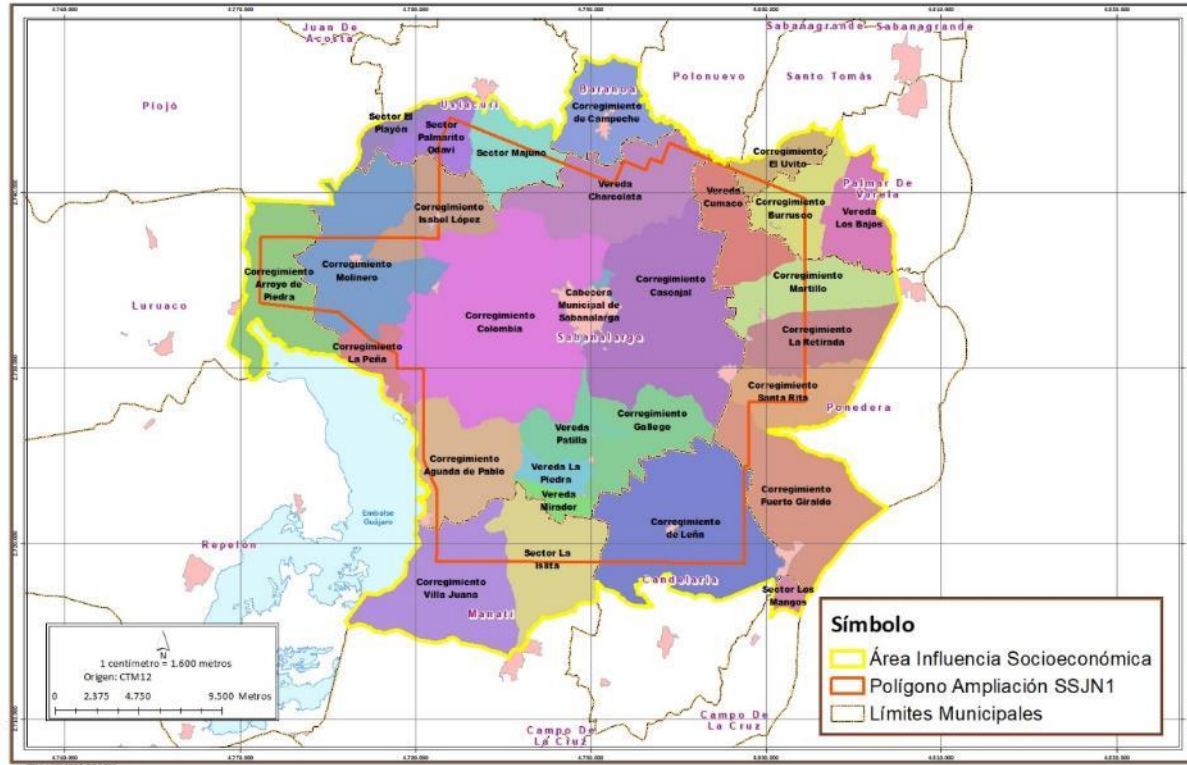 Juan De
Acosta
Sabanagrande
Sabanagrande
Polonuevo
Santo Tomás
Piojó
Usiacurí
Baranoa
Corregimiento
de Campeche
Sector El
Playón
Sector
Palmarito
Odaví
Sector Majuno
Corregimiento
El Uvito
Palmar De
Varela
Vereda
Charcolata
Vereda
Cumaco
Corregimiento
Burrusco
Vereda
Los Bajos
Corregimiento
Isabel López
Corregimiento
Arroyo de
Piedra
Corregimiento
Molinero
Corregimiento
Cascajal
Corregimiento
Martillo
Luruaco
Cabecera
Municipal de
Sabanalarga
Sabanalarga
Corregimiento
Colombia
Corregimiento
La Retirada
Corregimiento
La Peña
Corregimiento
Santa Rita
Ponedera
Corregimiento
Gallego
Vereda
Patilla
Corregimiento
Aguada de Pablo
Vereda La
Piedra
Vereda
Mirador
Corregimiento
Puerto Giraldo
Embalse
Guájaro
Corregimiento
de Leña
Repelón
Sector La
Islita
Candelaria
Corregimiento
Villa Juana
Manatí
Sector Los
Mangos
Campo De
La Cruz
Campo De
La Cruz
N
1 centímetro = 1.600 metros
Origen: CTM12
0 2.375 4.750 9.500 Metros
Símbolo
Área Influencia Socioeconómica
Polígono Ampliación SSJN1
Límites Municipales